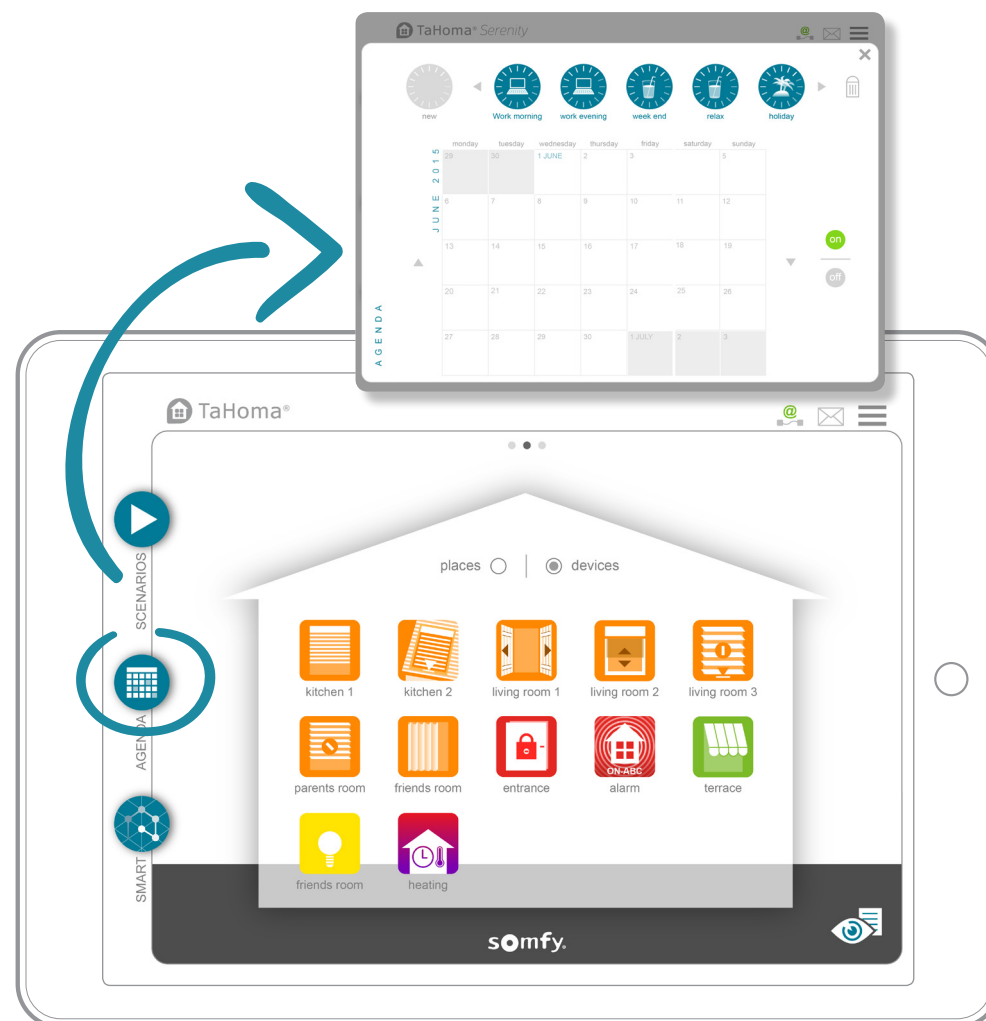 TaHoma® Serenity
@
new
Work morning
work evening
week end
relax
holiday
monday tuesday wednesday thursday friday saturday sunday
JUNE 2015
29 30 1 JUNE 2 3 5
6 7 8 9 10 11 12
13 14 15 16 17 18 19
20 21 22 23 24 25 26
27 28 29 30 1 JULY 2 3
on
off
AGENDA
TaHoma®
@
places
devices
SCENARIOS
AGENDA
SMART
kitchen 1 kitchen 2 living room 1 living room 2 living room 3
ON-ABC
parents room friends room entrance alarm terrace
friends room heating
somfy.